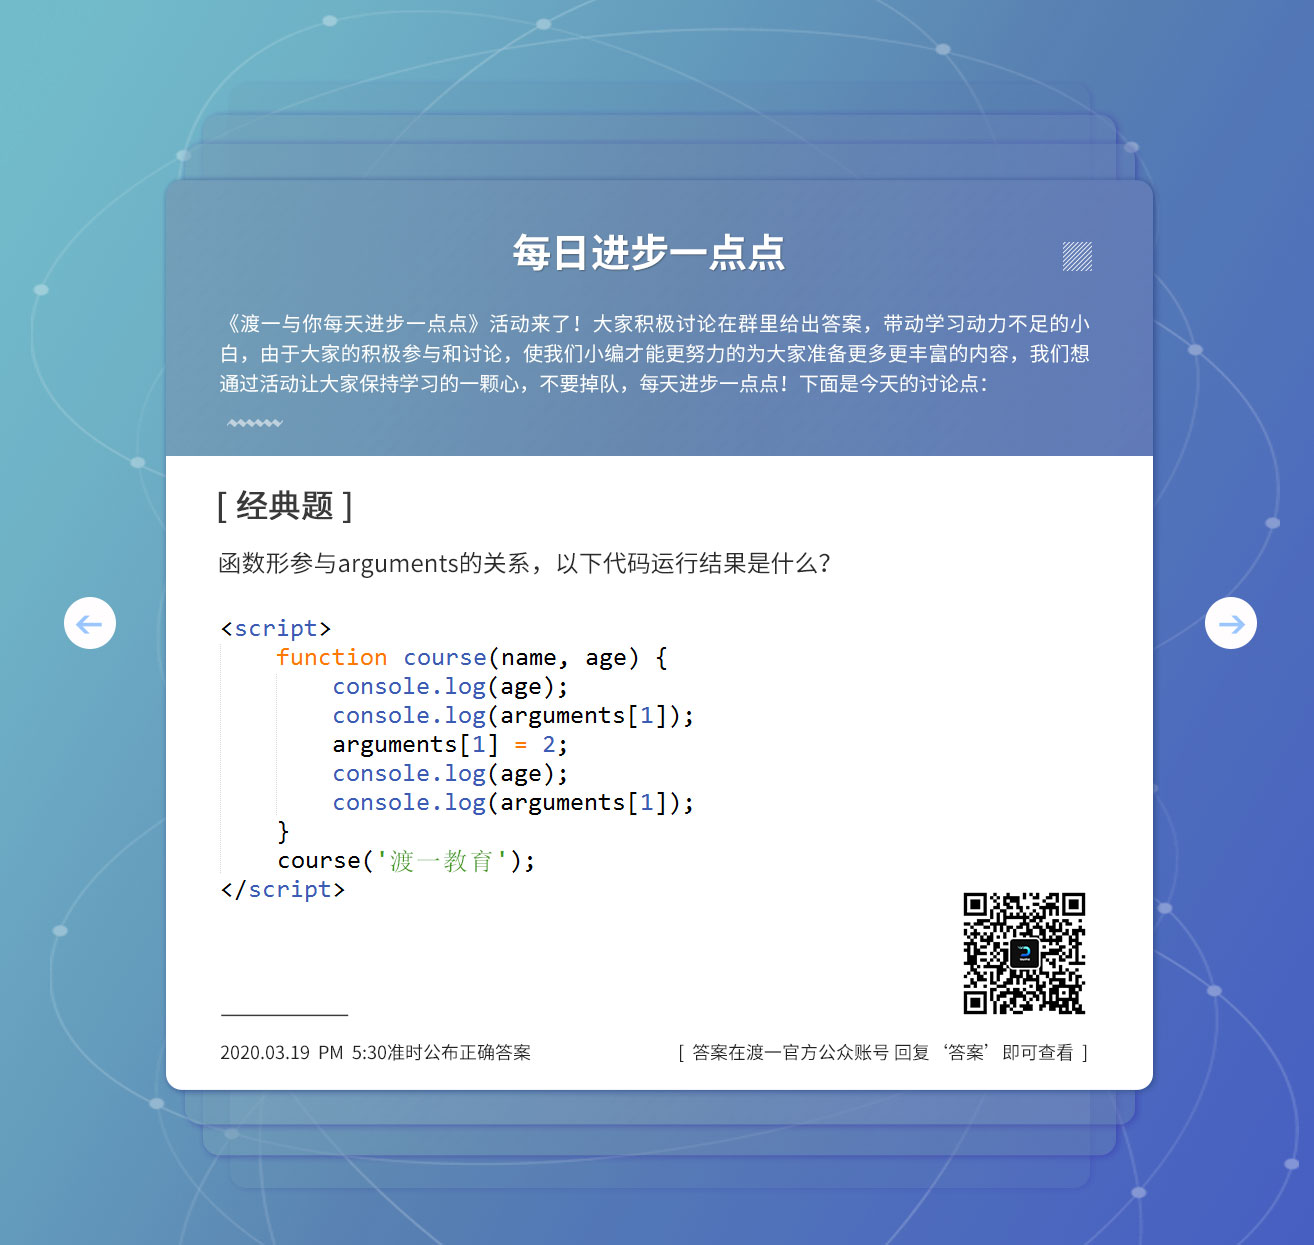 每日进步一点点
《渡一与你每天进步一点点》活动来了！大家积极讨论在群里给出答案，带动学习动力不足的小
白，由于大家的积极参与和讨论，使我们小编才能更努力的为大家准备更多更丰富的内容，我们想
通过活动让大家保持学习的一颗心，不要掉队，每天进步一点点！下面是今天的讨论点：
[ 经典题 ]
函数形参与arguments的关系，以下代码运行结果是什么？
<script>
    function course(name, age) {
        console.log(age);
        console.log(arguments[1]);
        arguments[1] = 2;
        console.log(age);
        console.log(arguments[1]);
    }
    course('渡一教育');
</script>
2020.03.19 PM 5:30准时公布正确答案
[ 答案在渡一官方公众账号 回复‘答案’即可查看 ]